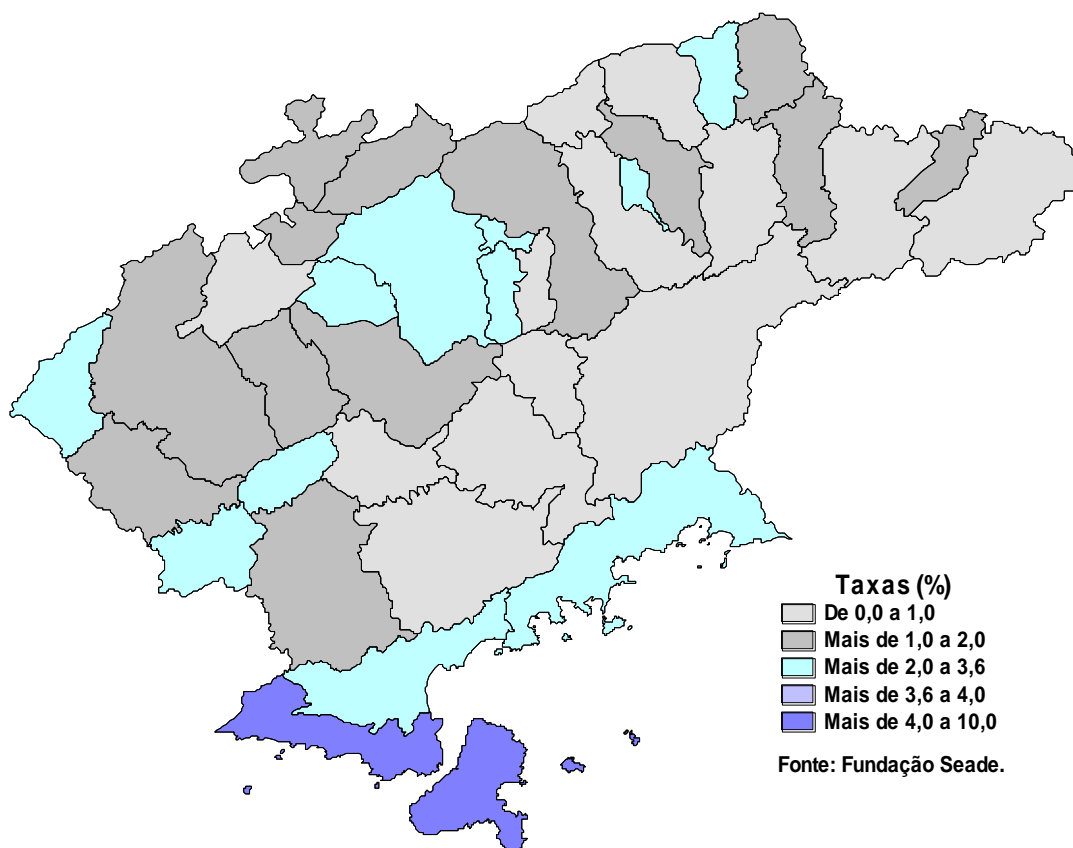 Taxas (%)
De 0,0 a 1,0
Mais de 1,0 a 2,0
Mais de 2,0 a 3,6
Mais de 3,6 a 4,0
Mais de 4,0 a 10,0
Fonte: Fundação Seade.